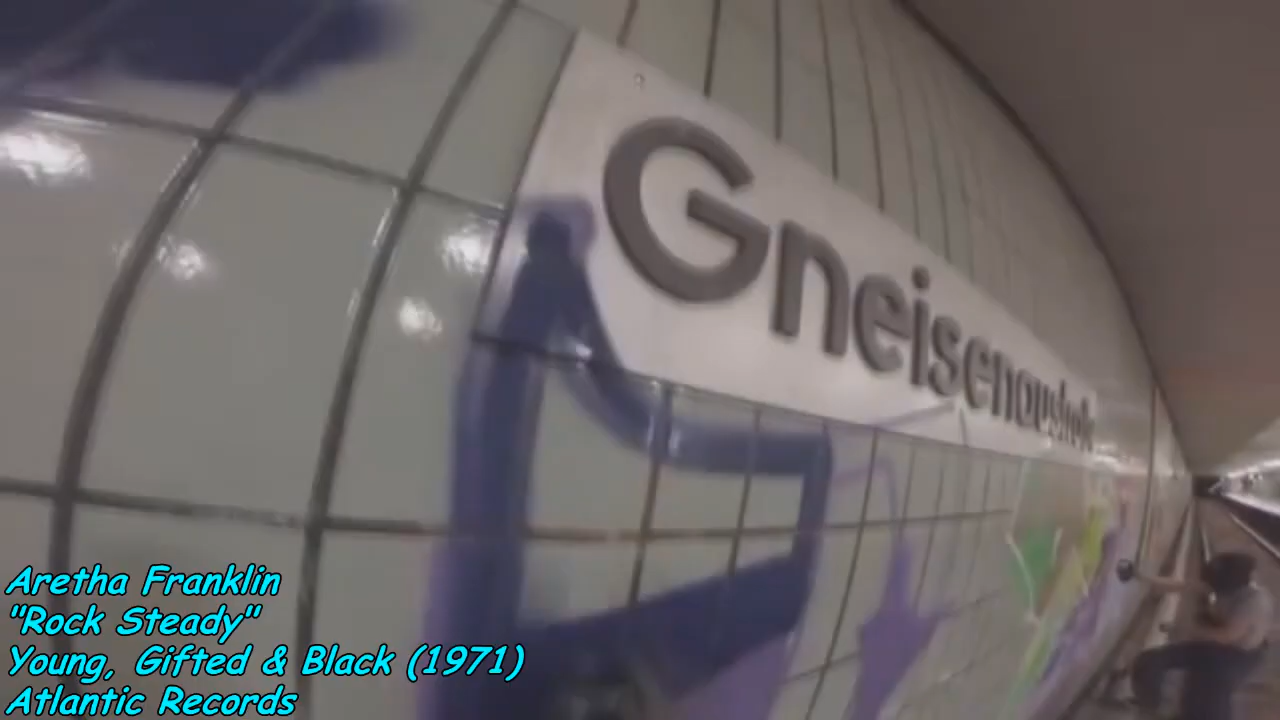 Gneisenaustraße
Aretha Franklin
"Rock Steady"
Young, Gifted & Black (1971)
Atlantic Records